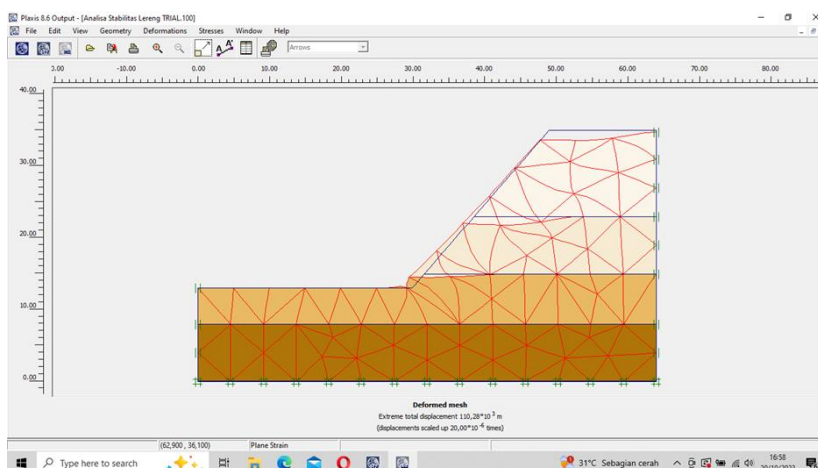 Plaxis 8.6 Output - [Analisa Stabilitas Lereng TRIAL.100]
File Edit View Geometry Deformations Stresses Window Help
Arrows
0.00 -10.00 0.00 10.00 20.00 30.00 40.00 50.00 60.00 70.00 80.00
40.00
30.00
20.00
10.00
0.00
Deformed mesh
Extreme total displacement 110,28*10 3 m
(displacements scaled up 20,00*10 -6 times)
(62,900 , 36,100) Plane Strain
Type here to search
31°C Sebagian cerah
16:58
20/10/2023